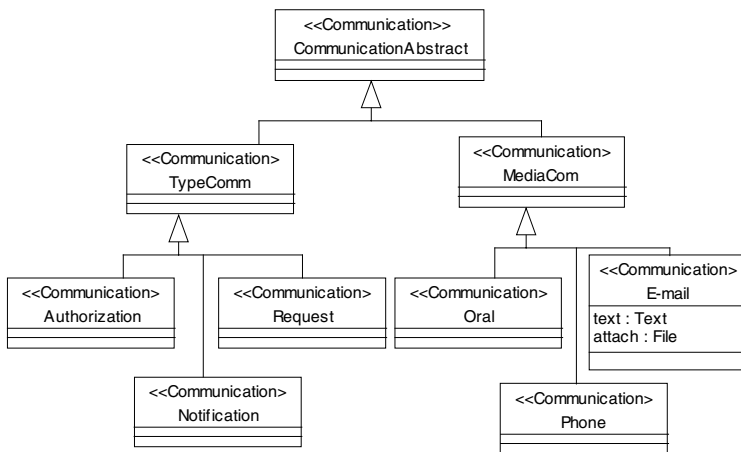 <<Communication>>
CommunicationAbstract
<<Communication>
TypeComm
<<Communication>
MediaCom
<<Communication>
Authorization
<<Communication>
Request
<<Communication>
Notification
<<Communication>
Oral
<<Communication>
E-mail
text : Text
attach : File
<<Communication>
Phone